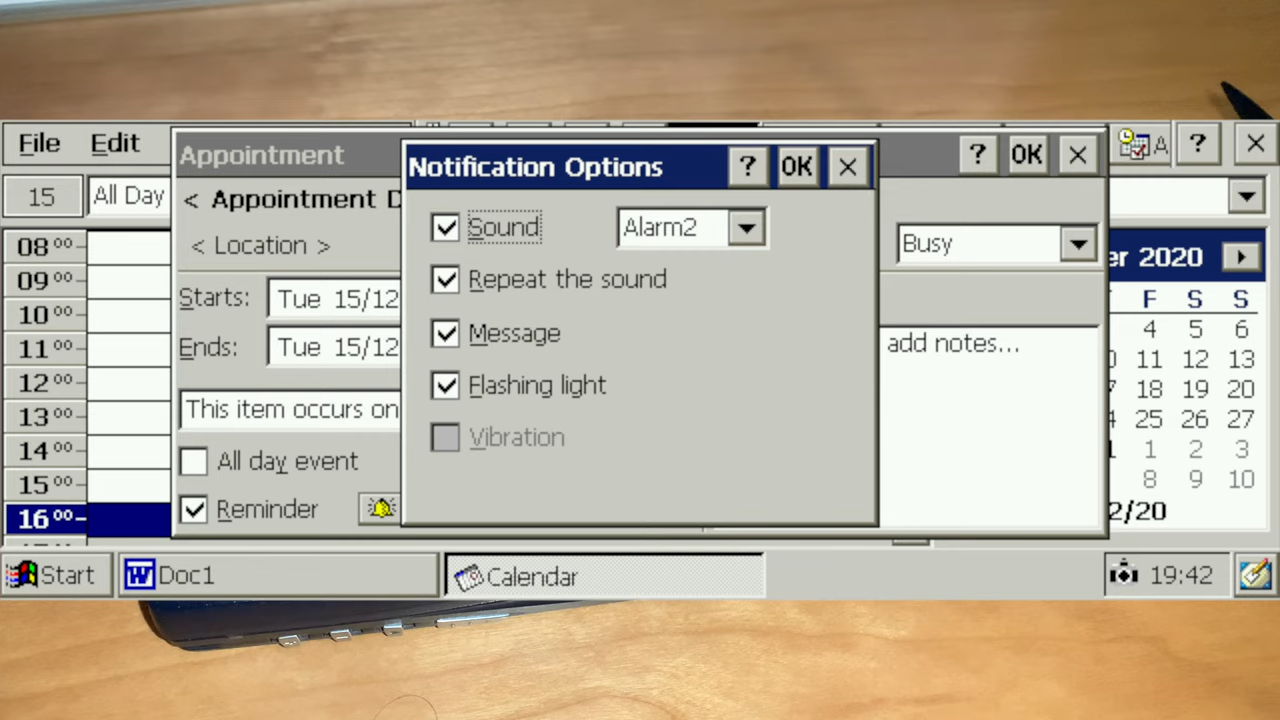 File Edit
A ? ×
15 All Day
08 00
09 00
10 00
11 00
12 00
13 00
14 00
15 00
16 00
Appointment ? OK ×
< Appointment D
< Location >
Busy
Starts: Tue 15/12
Ends: Tue 15/12
This item occurs on
All day event
Reminder
add notes...
Notification Options ? OK ×
Sound Alarm2
Repeat the sound
Message
Flashing light
Vibration
er 2020
F S S
4 5 6
11 12 13
18 19 20
25 26 27
1 2 3
8 9 10
2/20
Start Doc1 Calendar 19:42